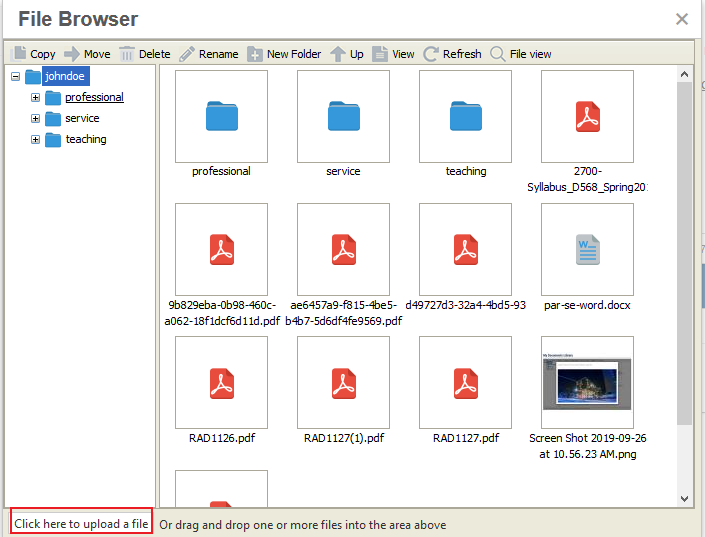 File Browser
Copy Move Delete Rename New Folder Up View Refresh File view
johndoe
professional
service
teaching
professional service teaching 2700-
Syllabus_D568_Spring201
9b829eba-0b98-460c- ae6457a9-f815-4be5- d49727d3-32a4-4bd5-93 par-se-word.docx
a062-18f1dcf6d11d.pdf b4b7-5d6df4fe9569.pdf
RAD1126.pdf RAD1127(1).pdf RAD1127.pdf Screen Shot 2019-09-26
at 10.56.23 AM.png
Click here to upload a file Or drag and drop one or more files into the area above